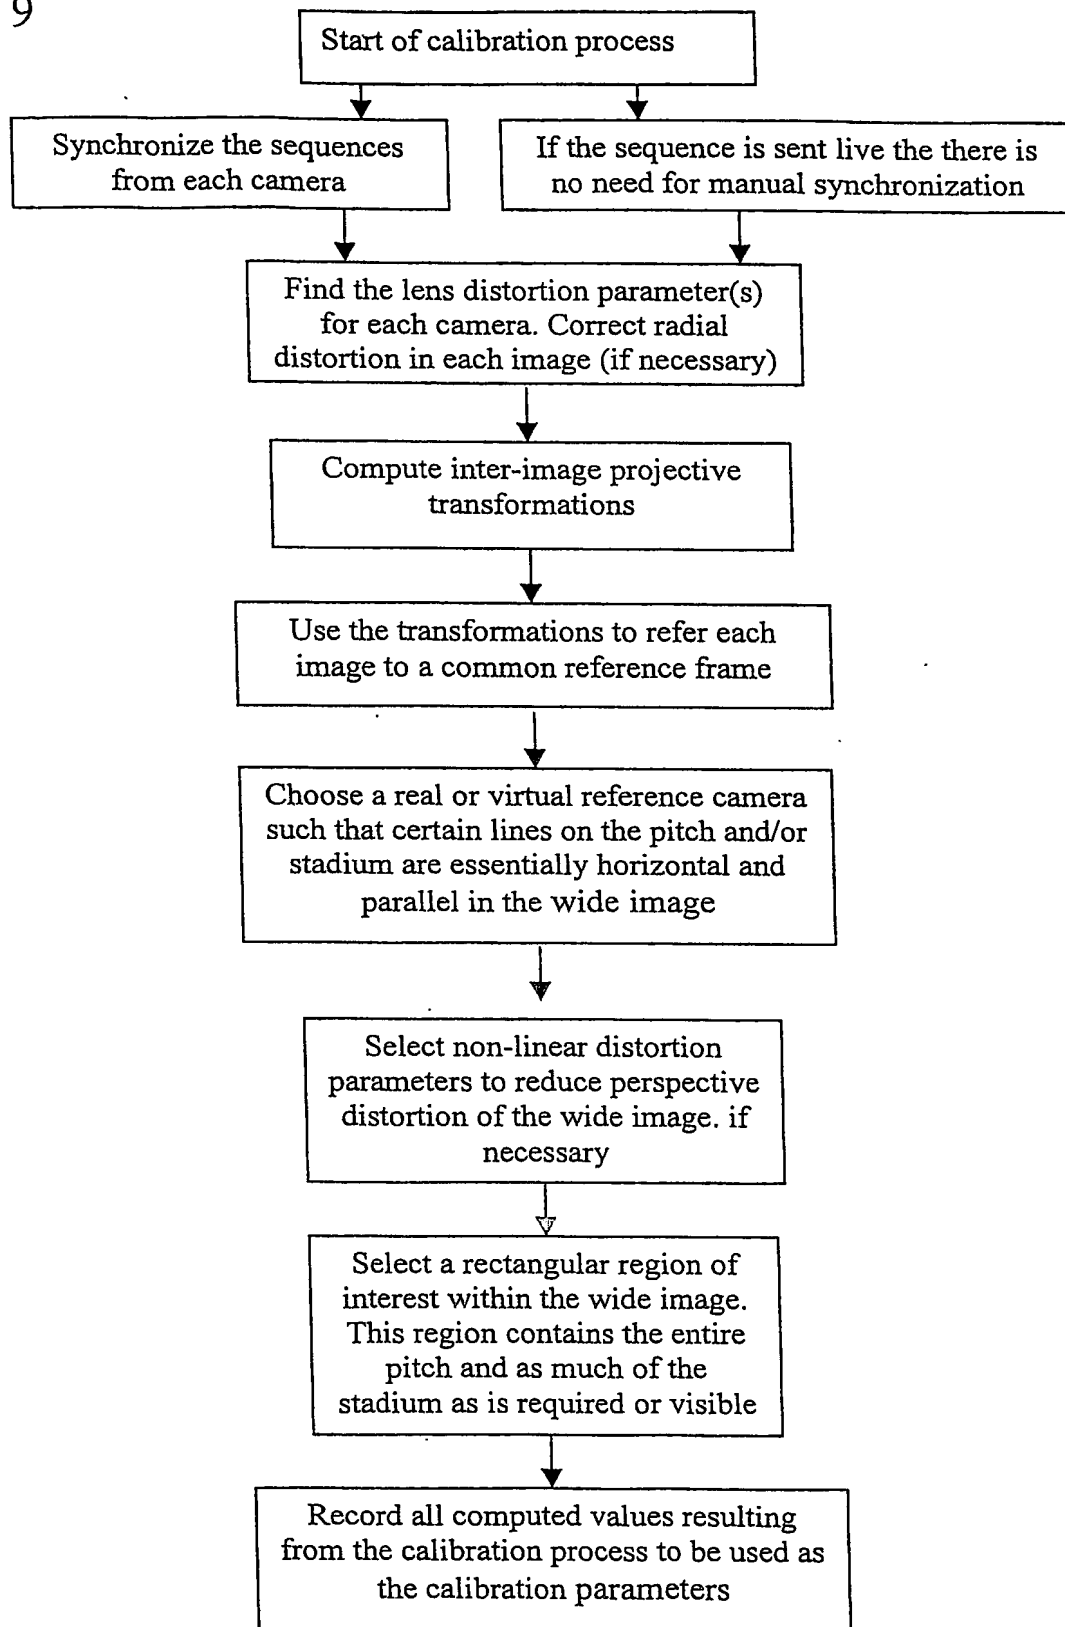 9
Start of calibration process
Synchronize the sequences
from each camera
If the sequence is sent live the there is
no need for manual synchronization
Find the lens distortion parameter(s)
for each camera. Correct radial
distortion in each image (if necessary)
Compute inter-image projective
transformations
Use the transformations to refer each
image to a common reference frame
Choose a real or virtual reference camera
such that certain lines on the pitch and/or
stadium are essentially horizontal and
parallel in the wide image
Select non-linear distortion
parameters to reduce perspective
distortion of the wide image. if
necessary
Select a rectangular region of
interest within the wide image.
This region contains the entire
pitch and as much of the
stadium as is required or visible
Record all computed values resulting
from the calibration process to be used as
the calibration parameters